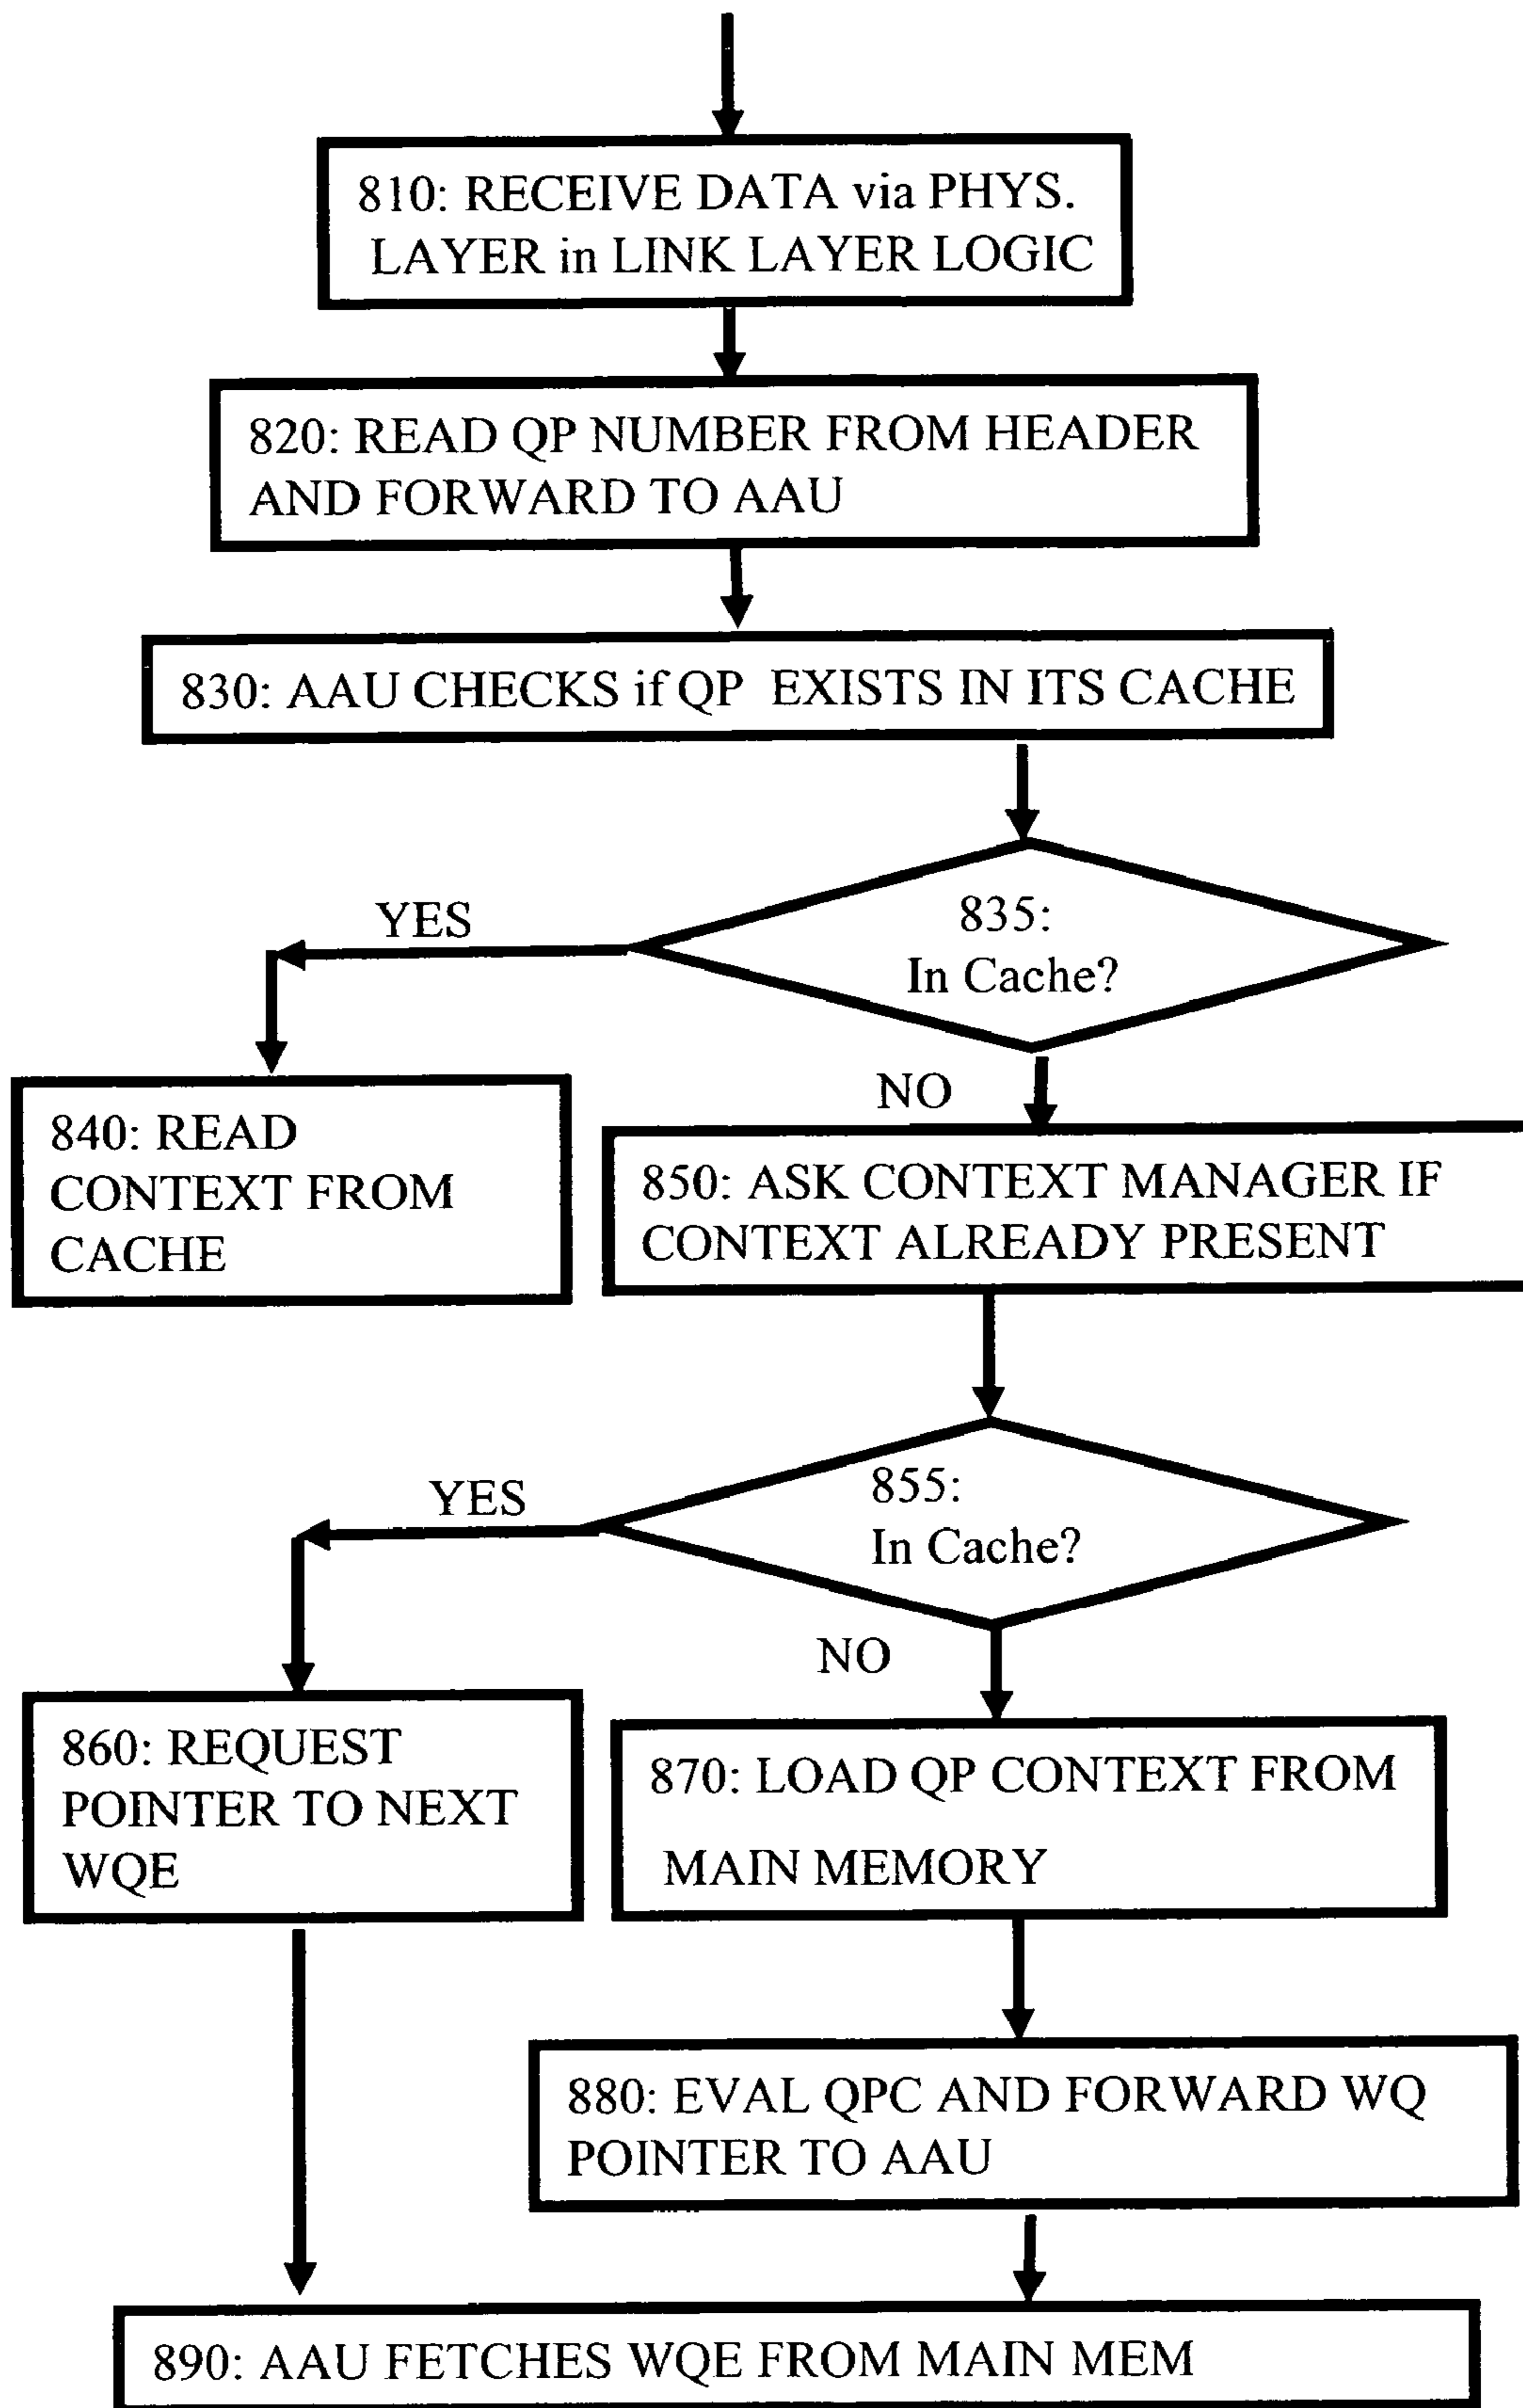 810: RECEIVE DATA via PHYS.
LAYER in LINK LAYER LOGIC
820: READ QP NUMBER FROM HEADER
AND FORWARD TO AAU
830: AAU CHECKS if QP EXISTS IN ITS CACHE
835:
In Cache?
YES
NO
840: READ
CONTEXT FROM
CACHE
850: ASK CONTEXT MANAGER IF
CONTEXT ALREADY PRESENT
855:
In Cache?
YES
NO
860: REQUEST
POINTER TO NEXT
WQE
870: LOAD QP CONTEXT FROM
MAIN MEMORY
880: EVAL QPC AND FORWARD WQ
POINTER TO AAU
890: AAU FETCHES WQE FROM MAIN MEM